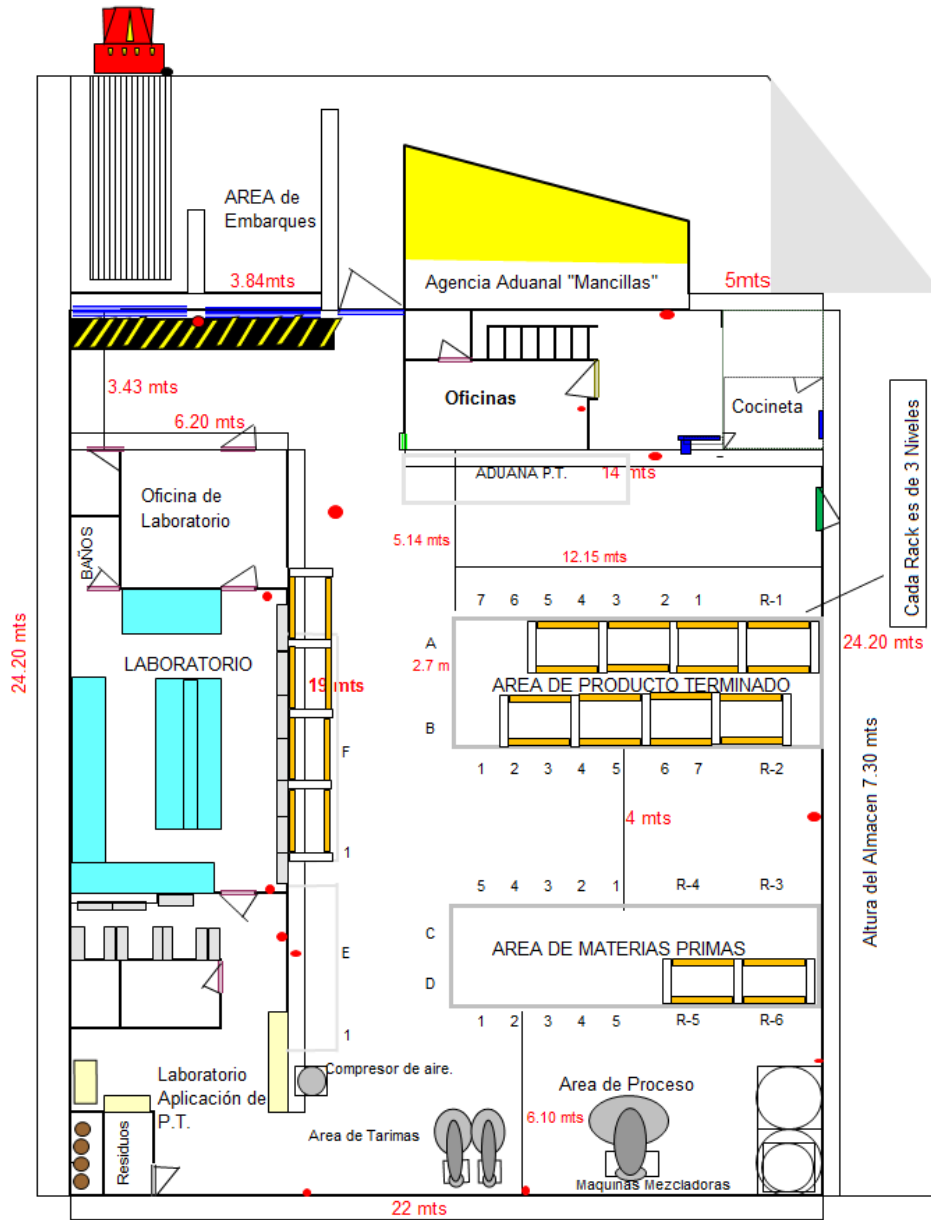 AREA de
Embarques
3.84mts
Agencia Aduanal "Mancillas"
5mts
3.43 mts
6.20 mts
Oficinas
Cocineta
ADUANA P.T.
14 mts
Oficina de
Laboratorio
BAÑOS
5.14 mts
12.15 mts
Cada Rack es de 3 Niveles
7 6 5 4 3 2 1 R-1
A
2.7 m
24.20 mts
24.20 mts
LABORATORIO
19 mts
AREA DE PRODUCTO TERMINADO
B
F
1 2 3 4 5 6 7 R-2
4 mts
Altura del Almacen 7.30 mts
1
5 4 3 2 1 R-4 R-3
C
E
AREA DE MATERIAS PRIMAS
D
1
1 2 3 4 5 R-5 R-6
Compresor de aire.
Laboratorio
Aplicación de
P.T.
Area de Proceso
6.10 mts
Area de Tarimas
Residuos
Maquinas Mezcladoras
22 mts